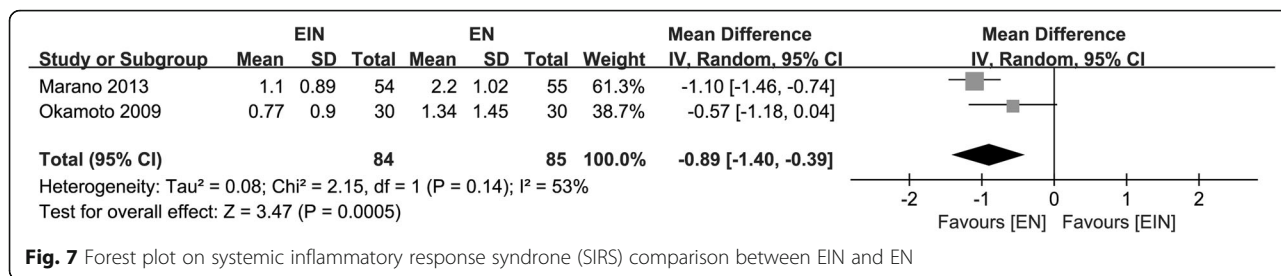 EIN EN Mean Difference Mean Difference
Study or Subgroup Mean SD Total Mean SD Total Weight IV, Random, 95% CI IV, Random, 95% CI
Marano 2013 1.1 0.89 54 2.2 1.02 55 61.3% -1.10 [-1.46, -0.74]
Okamoto 2009 0.77 0.9 30 1.34 1.45 30 38.7% -0.57 [-1.18, 0.04]
Total (95% CI) 84 85 100.0% -0.89 [-1.40, -0.39]
Heterogeneity: Tau² = 0.08; Chi² = 2.15, df = 1 (P = 0.14); I² = 53%
Test for overall effect: Z = 3.47 (P = 0.0005)
-2 -1 0 1 2
Favours [EN] Favours [EIN]
Fig. 7 Forest plot on systemic inflammatory response syndrone (SIRS) comparison between EIN and EN